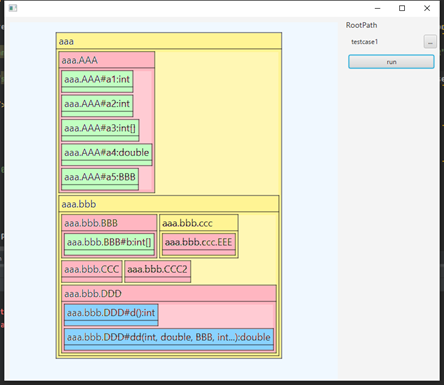 RootPath
testcase1
...
run
aaa
aaa.AAA
aaa.AAA#a1:int
aaa.AAA#a2:int
aaa.AAA#a3:int[]
aaa.AAA#a4:double
aaa.AAA#a5:BBB
aaa.bbb
aaa.bbb.BBB
aaa.bbb.BBB#b:int[]
aaa.bbb.ccc
aaa.bbb.ccc.EEE
aaa.bbb.CCC
aaa.bbb.CCC2
aaa.bbb.DDD
aaa.bbb.DDD#d():int
aaa.bbb.DDD#dd(int, double, BBB, int...):double